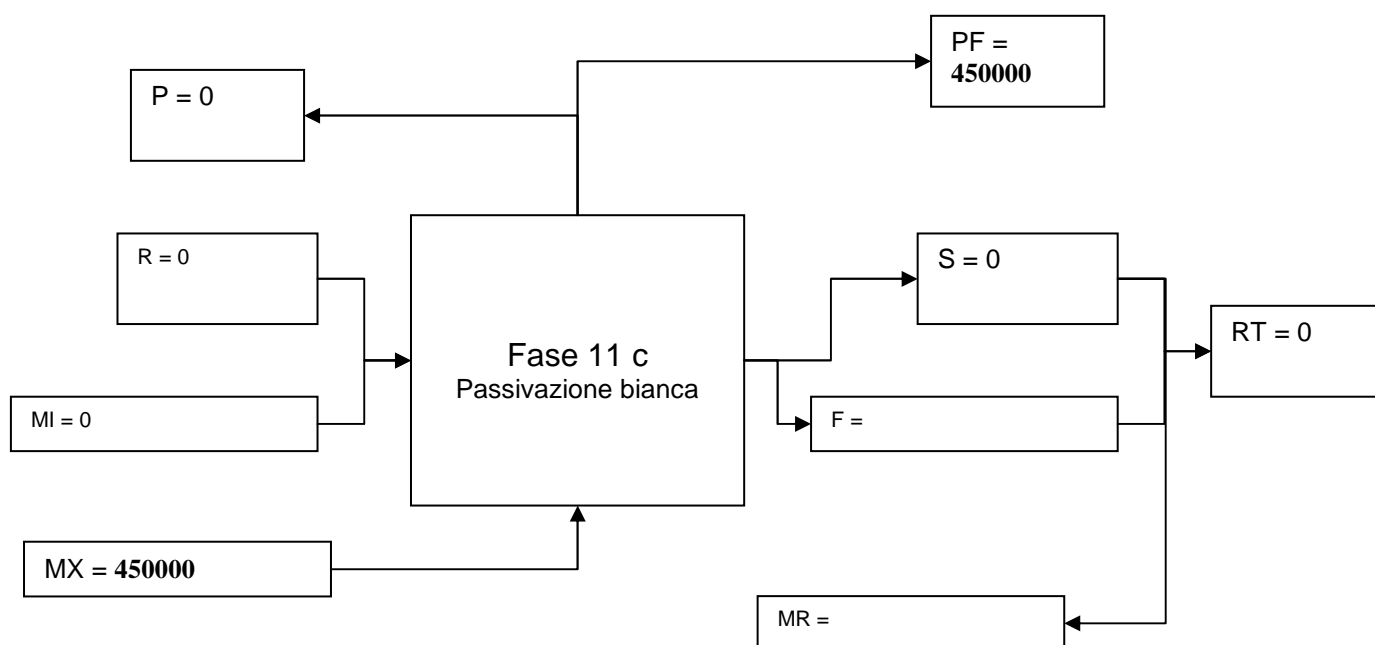 PF =
450000
P = 0
R = 0
S = 0
RT = 0
Fase 11 c
Passivazione bianca
MI = 0
F =
MX = 450000
MR =